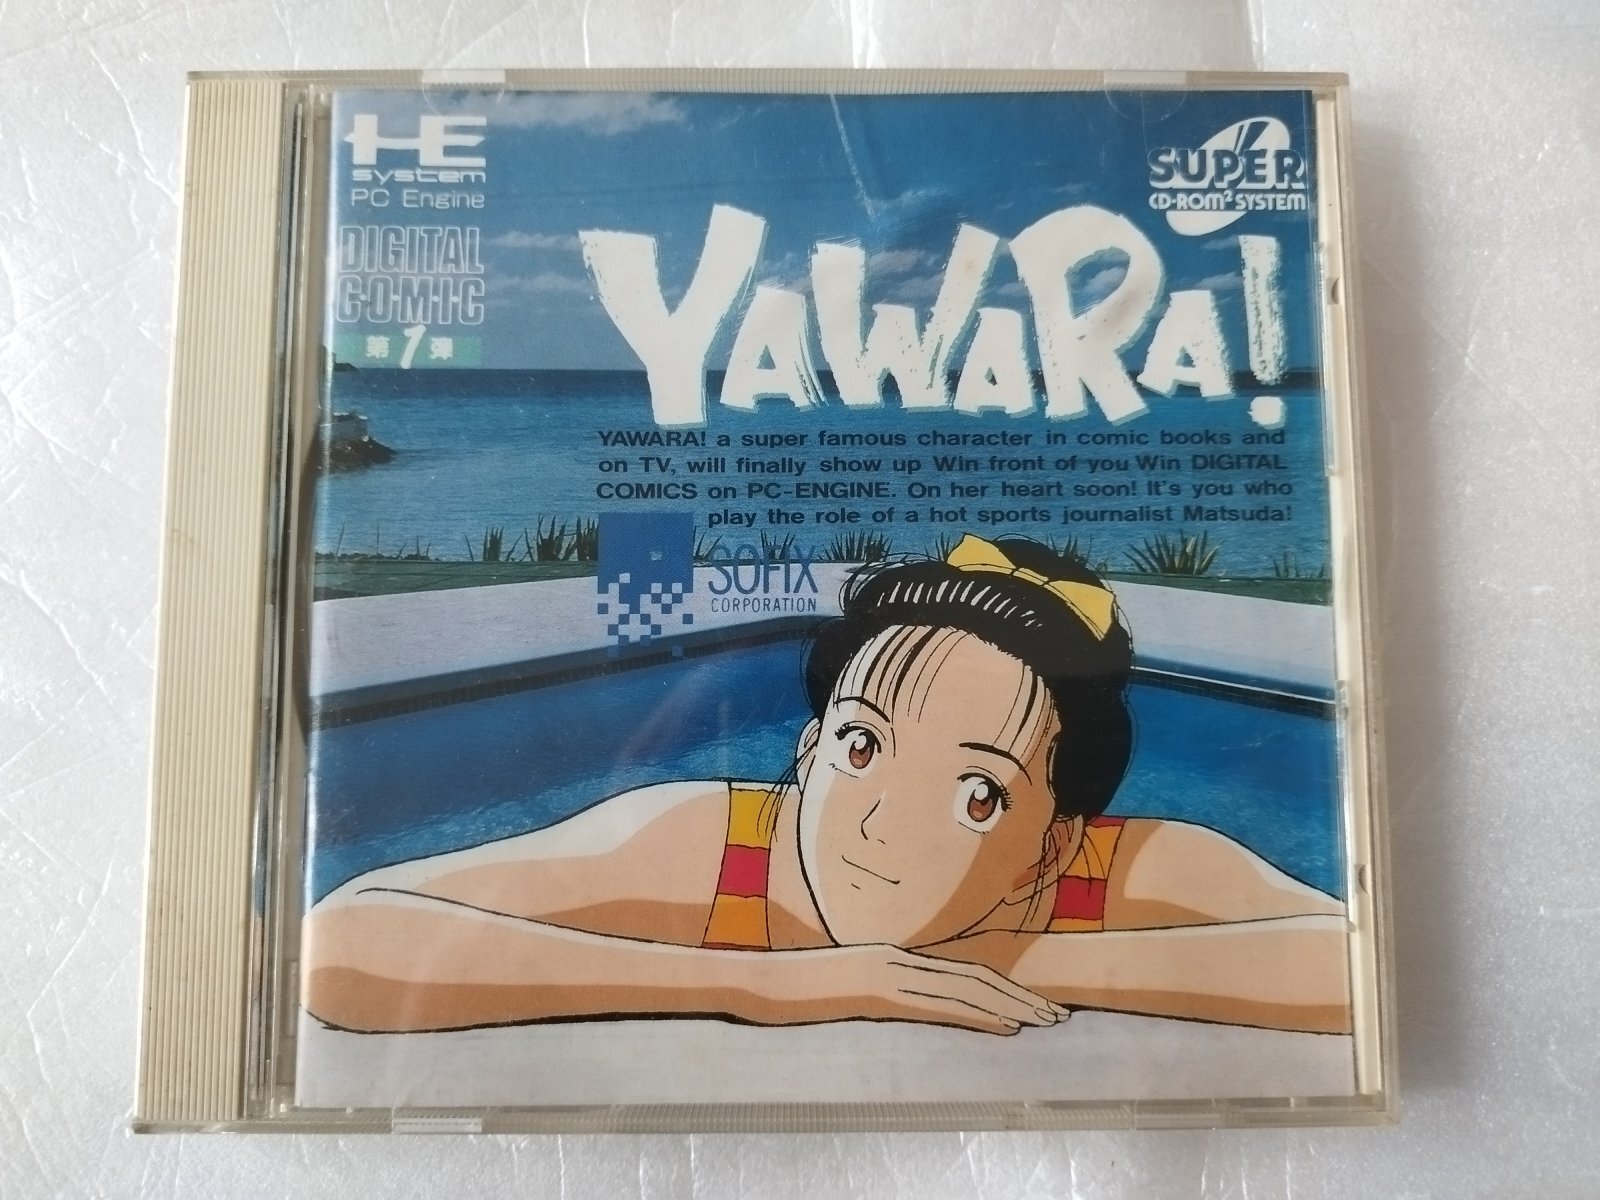 HE
system
PC Engine
DIGITAL
C·O·M·I·C
第1弾
SUPER
CD-ROM² SYSTEM
YAWARA!
YAWARA! a super famous character in comic books and
on TV, will finally show up Win front of you Win DIGITAL
COMICS on PC-ENGINE. On her heart soon! It's you who
play the role of a hot sports journalist Matsuda!
SOFIX
CORPORATION